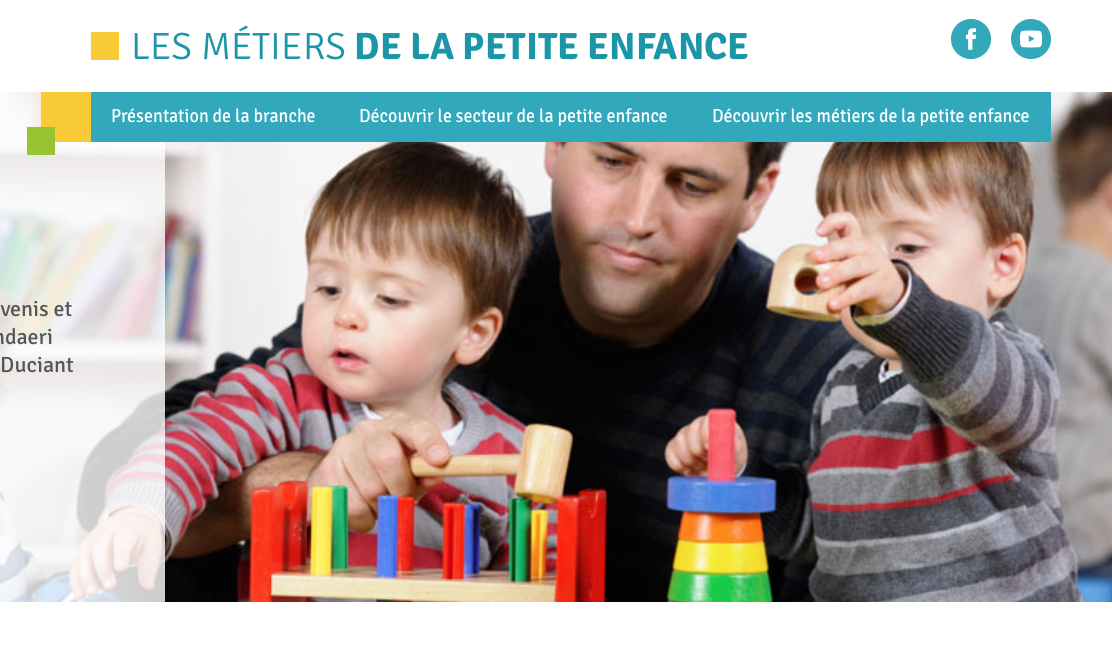 LES MÉTIERS DE LA PETITE ENFANCE
Présentation de la branche
Découvrir le secteur de la petite enfance
Découvrir les métiers de la petite enfance
venis et
ndaeri
Duciant